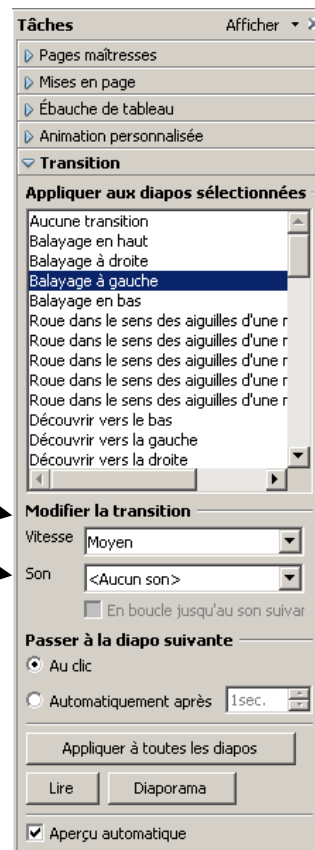 Tâches Afficher
Pages maîtresses
Mises en page
Ébauche de tableau
Animation personnalisée
Transition
Appliquer aux diapos sélectionnées
Aucune transition
Balayage en haut
Balayage à droite
Balayage à gauche
Balayage en bas
Roue dans le sens des aiguilles d'une r
Roue dans le sens des aiguilles d'une r
Roue dans le sens des aiguilles d'une r
Roue dans le sens des aiguilles d'une r
Roue dans le sens des aiguilles d'une r
Découvrir vers le bas
Découvrir vers la gauche
Découvrir vers la droite
Modifier la transition
Vitesse Moyen
Son <Aucun son>
En boucle jusqu'au son suivar
Passer à la diapo suivante
Au clic
Automatiquement après 1sec.
Appliquer à toutes les diapos
Lire Diaporama
Aperçu automatique